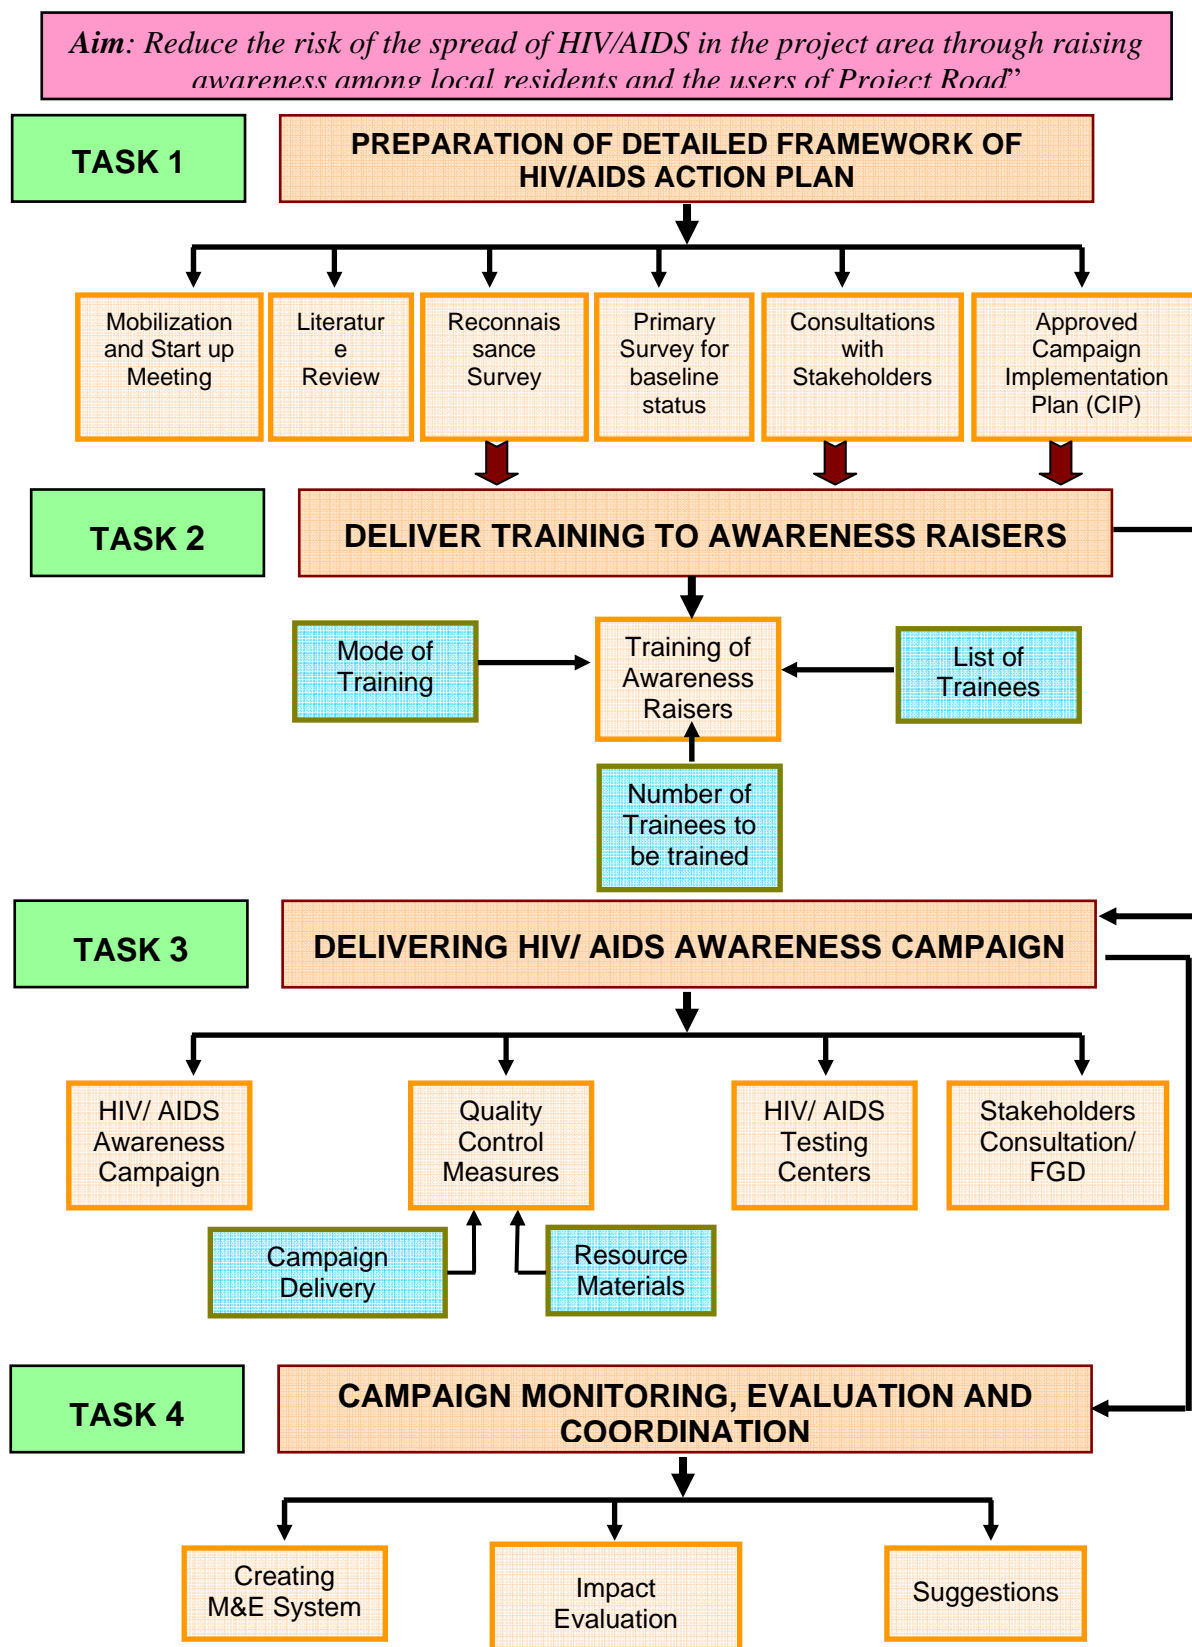 Aim: Reduce the risk of the spread of HIV/AIDS in the project area through raising
awareness among local residents and the users of Project Road”
TASK 1
PREPARATION OF DETAILED FRAMEWORK OF
HIV/AIDS ACTION PLAN
Mobilization
and Start up
Meeting
Literatur
e
Review
Reconnais
sance
Survey
Primary
Survey for
baseline
status
Consultations
with
Stakeholders
Approved
Campaign
Implementation
Plan (CIP)
TASK 2
DELIVER TRAINING TO AWARENESS RAISERS
Mode of
Training
Training of
Awareness
Raisers
List of
Trainees
Number of
Trainees to
be trained
TASK 3
DELIVERING HIV/ AIDS AWARENESS CAMPAIGN
HIV/ AIDS
Awareness
Campaign
Quality
Control
Measures
HIV/ AIDS
Testing
Centers
Stakeholders
Consultation/
FGD
Campaign
Delivery
Resource
Materials
TASK 4
CAMPAIGN MONITORING, EVALUATION AND
COORDINATION
Creating
M&E System
Impact
Evaluation
Suggestions